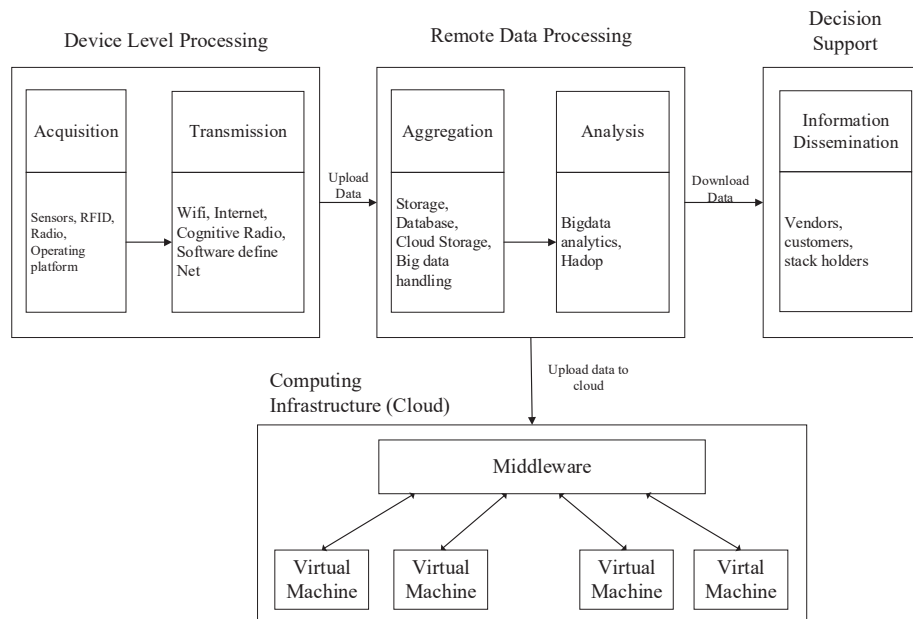 Device Level Processing
Acquisition
Sensors, RFID,
Radio,
Operating
platform
Transmission
Wifi, Internet,
Cognitive Radio,
Software define
Net
Upload
Data
Remote Data Processing
Aggregation
Storage,
Database,
Cloud Storage,
Big data
handling
Analysis
Bigdata
analytics,
Hadop
Download
Data
Decision
Support
Information
Dissemination
Vendors,
customers,
stack holders
Upload data to
cloud
Computing
Infrastructure (Cloud)
Middleware
Virtual
Machine
Virtual
Machine
Virtual
Machine
Virtal
Machine